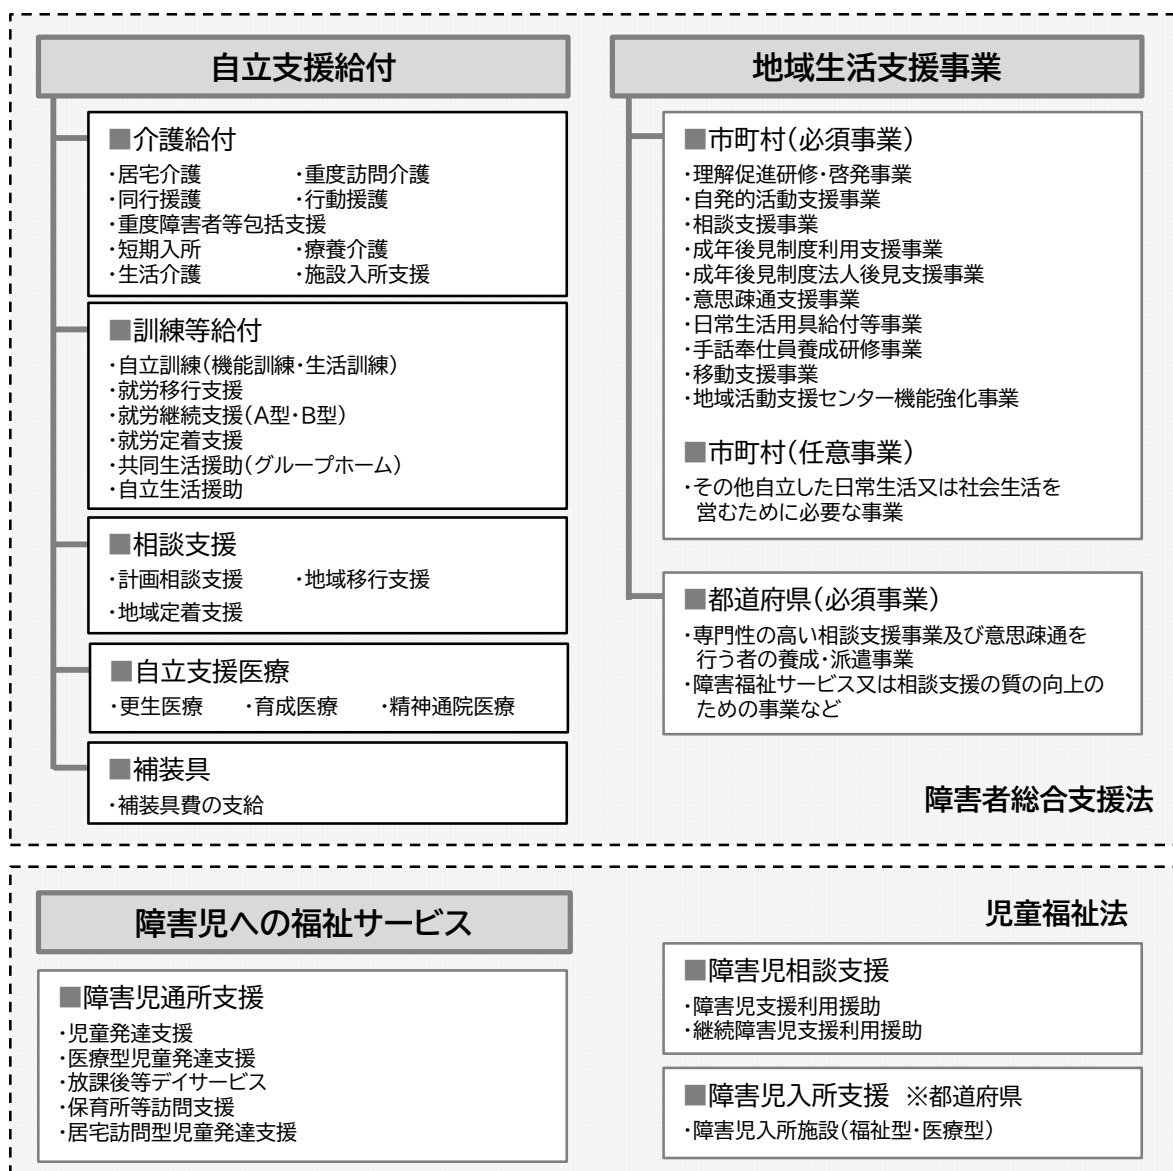 自立支援給付
■介護給付
・居宅介護 ・重度訪問介護
・同行援護 ・行動援護
・重度障害者等包括支援
・短期入所 ・療養介護
・生活介護 ・施設入所支援
■訓練等給付
・自立訓練(機能訓練・生活訓練)
・就労移行支援
・就労継続支援(A型・B型)
・就労定着支援
・共同生活援助(グループホーム)
・自立生活援助
■相談支援
・計画相談支援 ・地域移行支援
・地域定着支援
■自立支援医療
・更生医療 ・育成医療 ・精神通院医療
■補装具
・補装具費の支給
地域生活支援事業
■市町村(必須事業)
・理解促進研修・啓発事業
・自発的活動支援事業
・相談支援事業
・成年後見制度利用支援事業
・成年後見制度法人後見支援事業
・意思疎通支援事業
・日常生活用具給付等事業
・手話奉仕員養成研修事業
・移動支援事業
・地域活動支援センター機能強化事業
■市町村(任意事業)
・その他自立した日常生活又は社会生活を
営むために必要な事業
■都道府県(必須事業)
・専門性の高い相談支援事業及び意思疎通を
行う者の養成・派遣事業
・障害福祉サービス又は相談支援の質の向上の
ための事業など
障害者総合支援法
障害児への福祉サービス
■障害児通所支援
・児童発達支援
・医療型児童発達支援
・放課後等デイサービス
・保育所等訪問支援
・居宅訪問型児童発達支援
児童福祉法
■障害児相談支援
・障害児支援利用援助
・継続障害児支援利用援助
■障害児入所支援 ※都道府県
・障害児入所施設(福祉型・医療型)